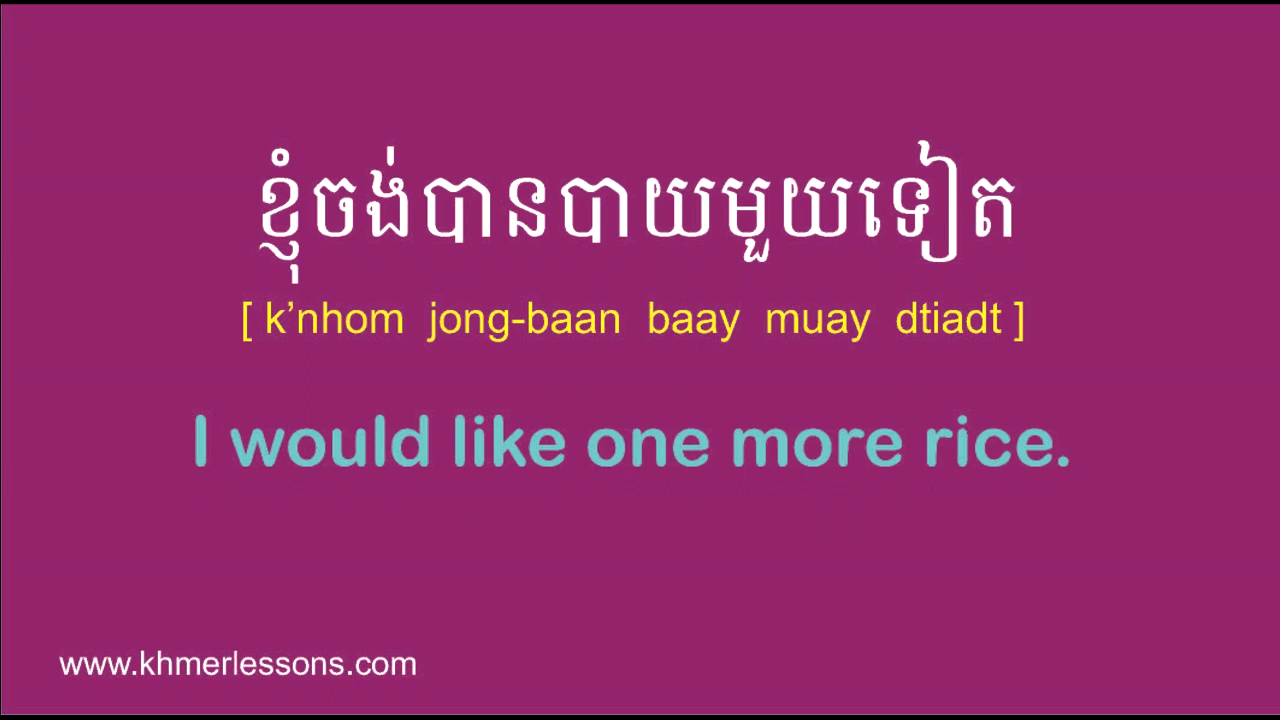 ខ្ញុំចង់បានបាយមួយទៀត
[ k’nhom jong-baan baay muay dtiadt ]
I would like one more rice.
www.khmerlessons.com